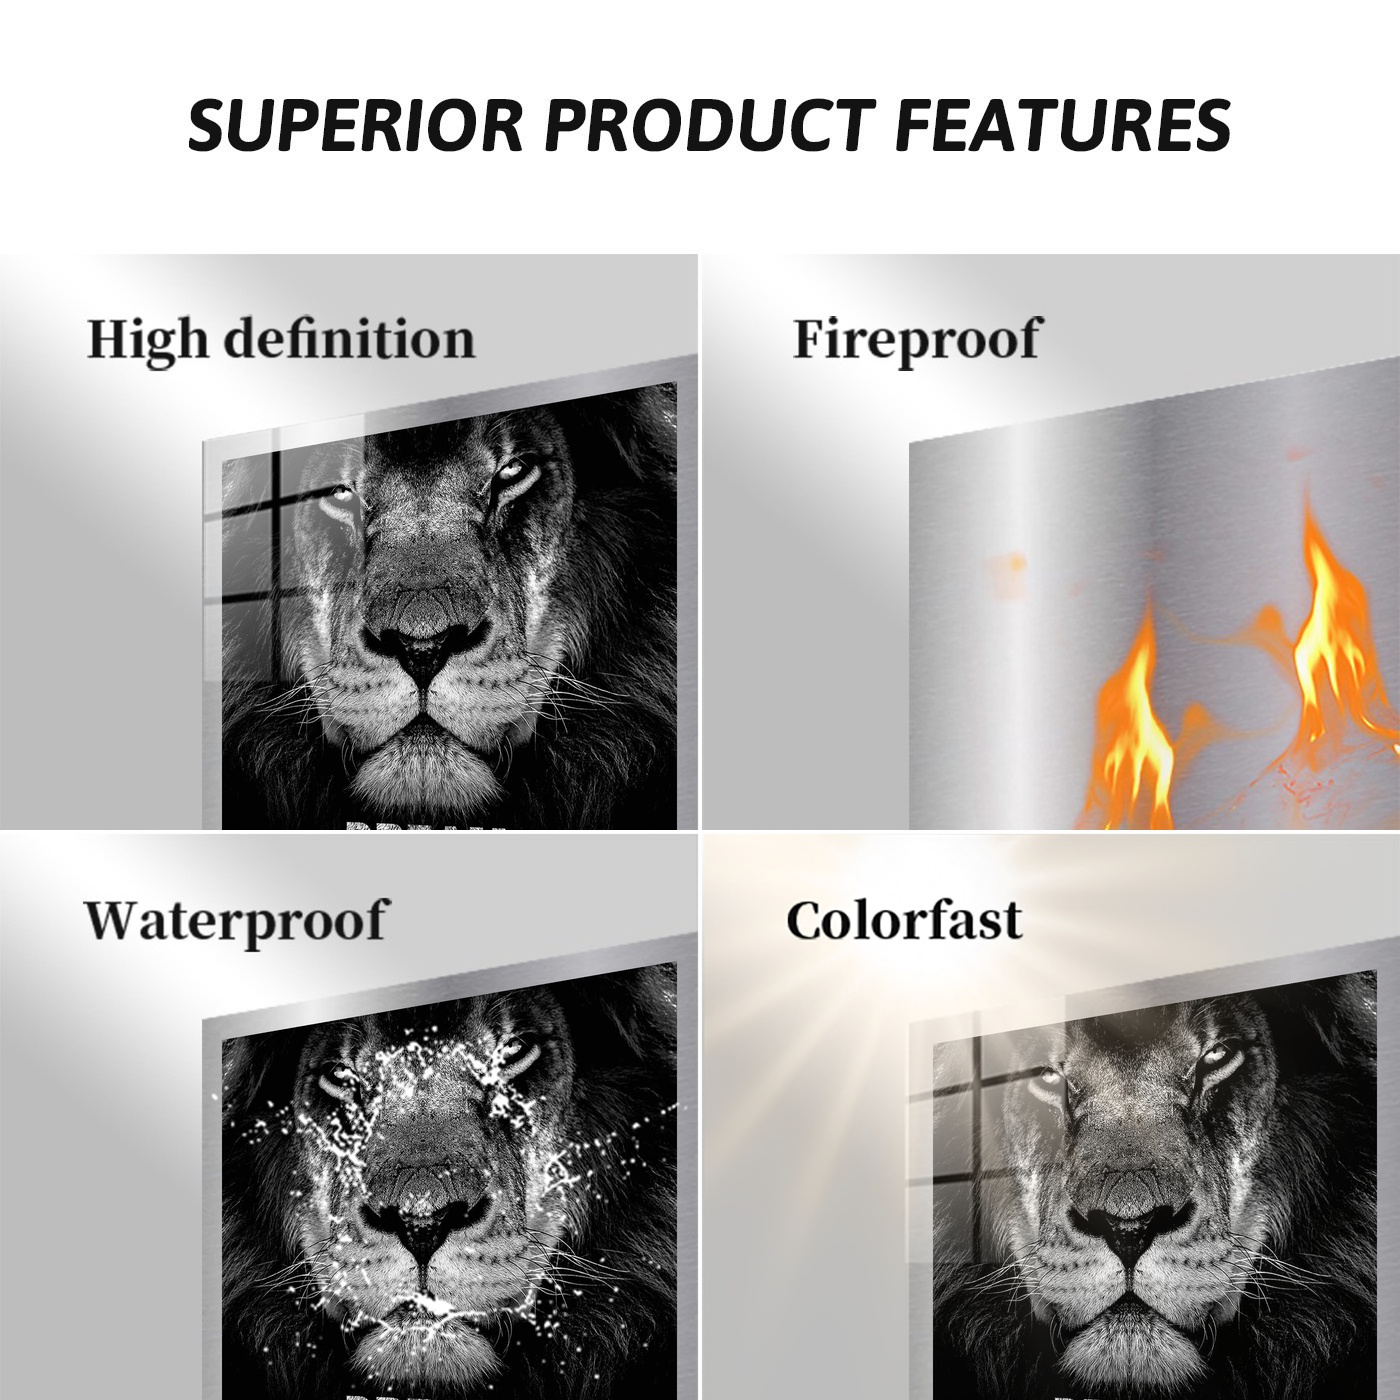 SUPERIOR PRODUCT FEATURES
High definition
Fireproof
Waterproof
Colorfast